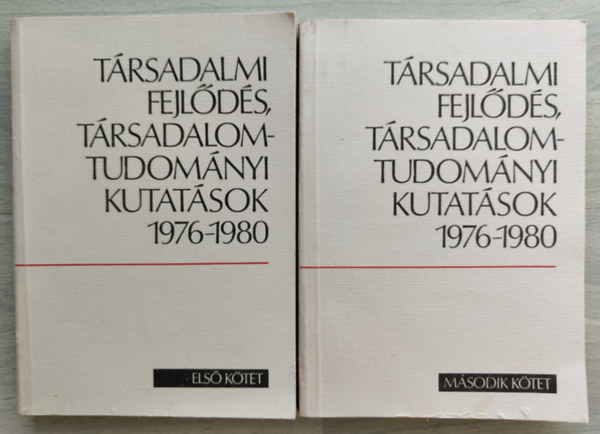 TÁRSADALMI
FEJLŐDÉS,
TÁRSADALOM-
TUDOMÁNYI
KUTATÁSOK
1976-1980
ELSŐ KÖTET
TÁRSADALMI
FEJLŐDÉS,
TÁRSADALOM-
TUDOMÁNYI
KUTATÁSOK
1976-1980
MÁSODIK KÖTET